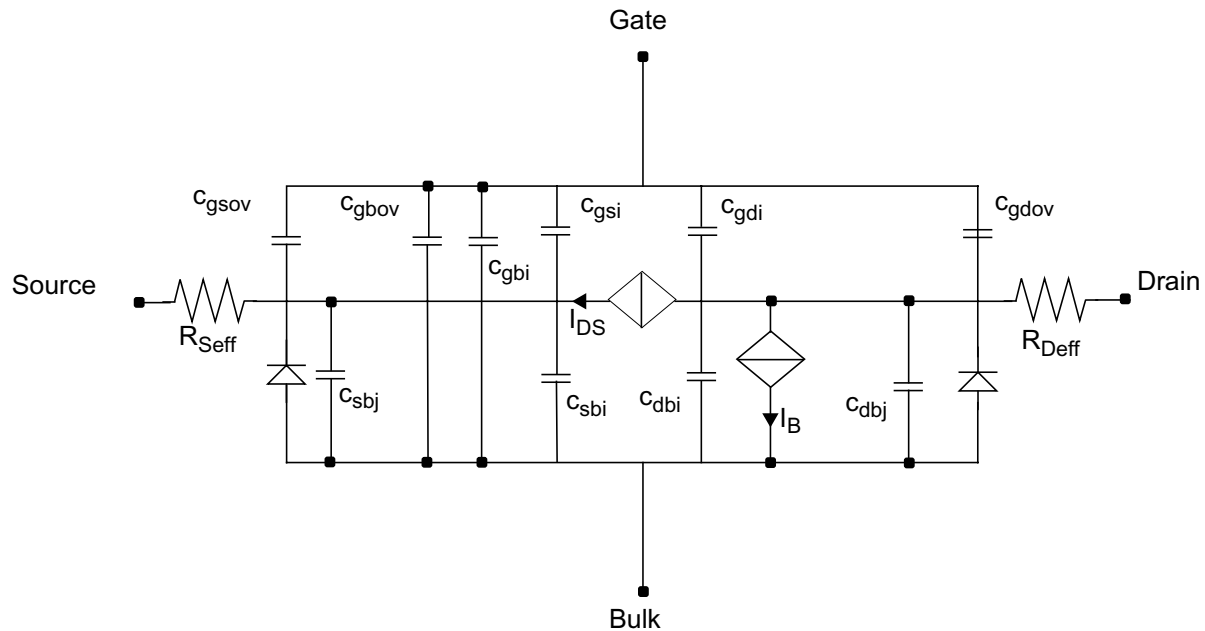 Gate
cgsov
cgbov
cgsi
cgdi
cgdov
cgbi
Source
Drain
RSeff
IDS
RDeff
csbj
csbi
cdbi
IB
cdbj
Bulk